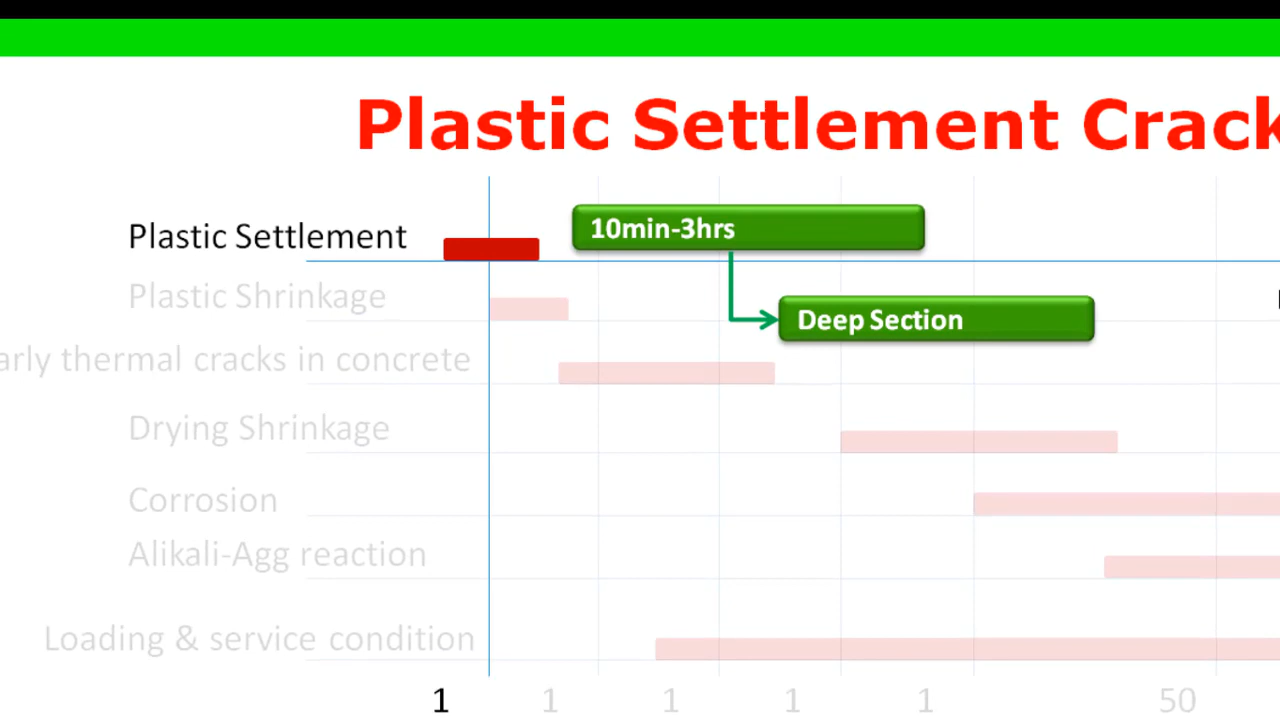 Plastic Settlement Crack
Plastic Settlement
10min-3hrs
Plastic Shrinkage
Deep Section
arly thermal cracks in concrete
Drying Shrinkage
Corrosion
Alikali-Agg reaction
Loading & service condition
1 1 1 1 1 50